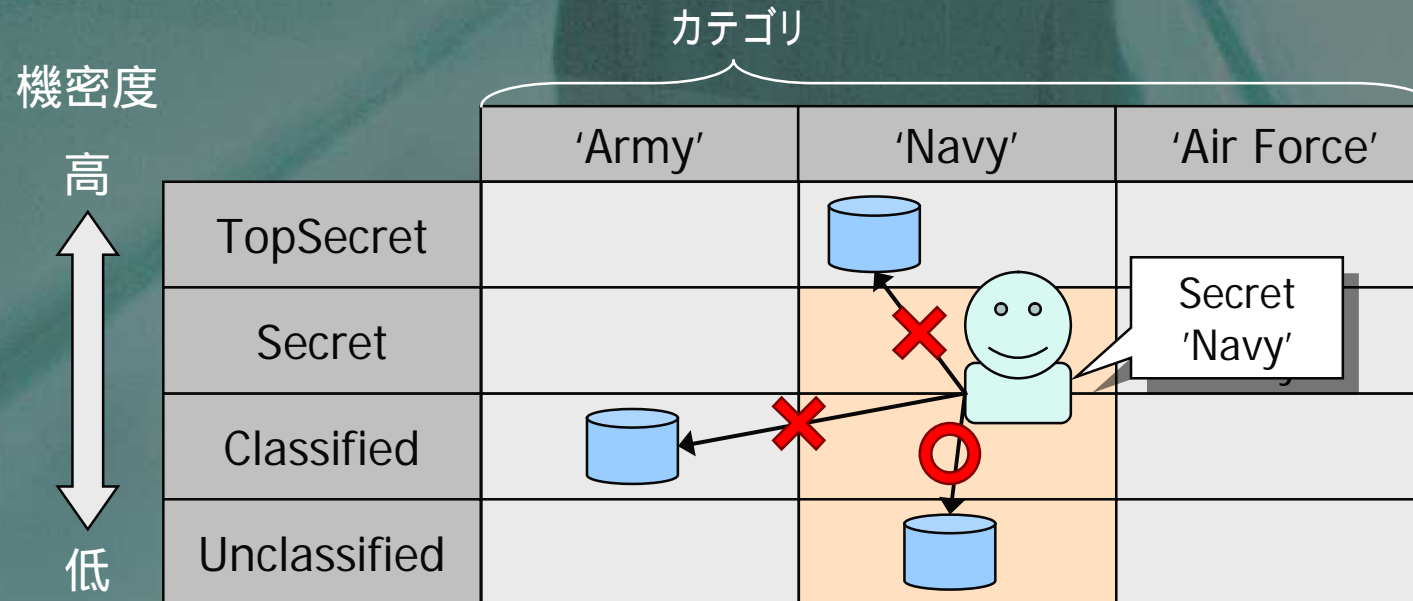 カテゴリ
機密度
高
低
‘Army’
‘Navy’
‘Air Force’
TopSecret
Secret
Classified
Unclassified
Secret
'Navy'